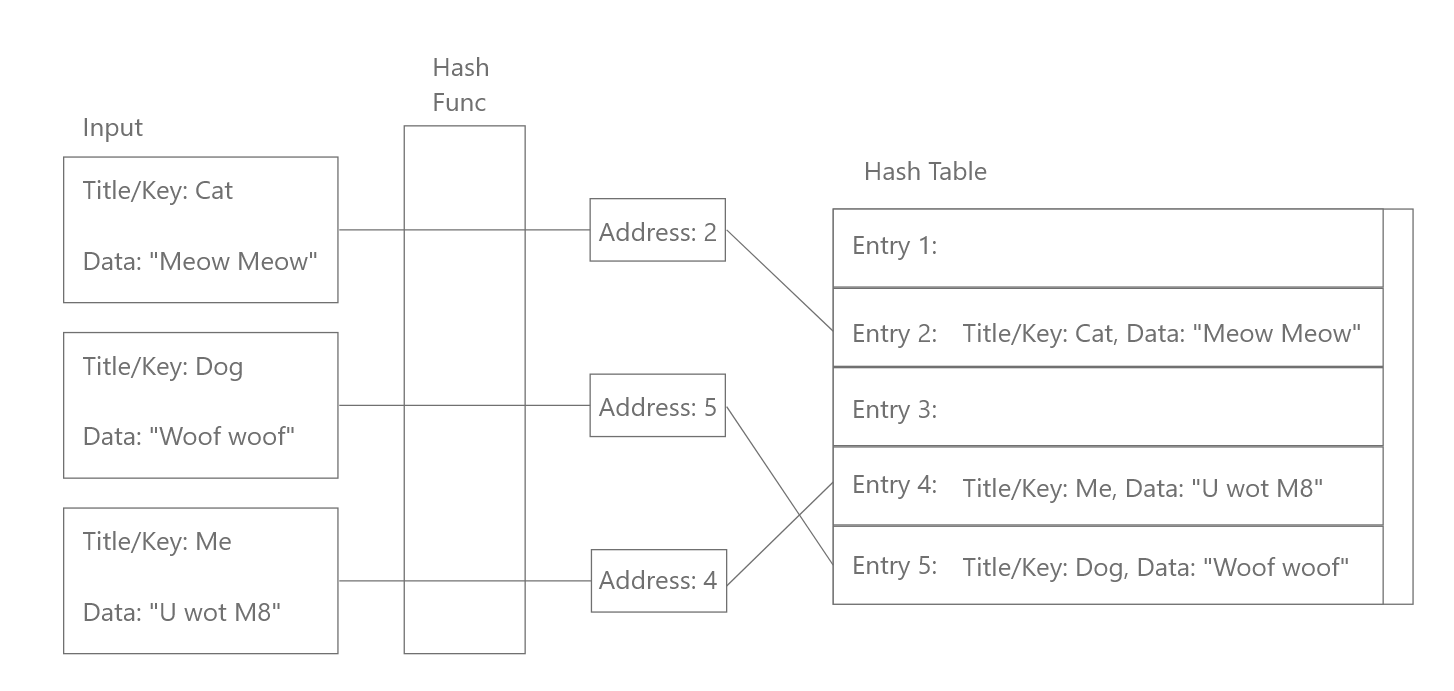 Hash
Func
Input
Title/Key: Cat
Data: "Meow Meow"
Title/Key: Dog
Data: "Woof woof"
Title/Key: Me
Data: "U wot M8"
Address: 2
Address: 5
Address: 4
Hash Table
Entry 1:
Entry 2: Title/Key: Cat, Data: "Meow Meow"
Entry 3:
Entry 4: Title/Key: Me, Data: "U wot M8"
Entry 5: Title/Key: Dog, Data: "Woof woof"